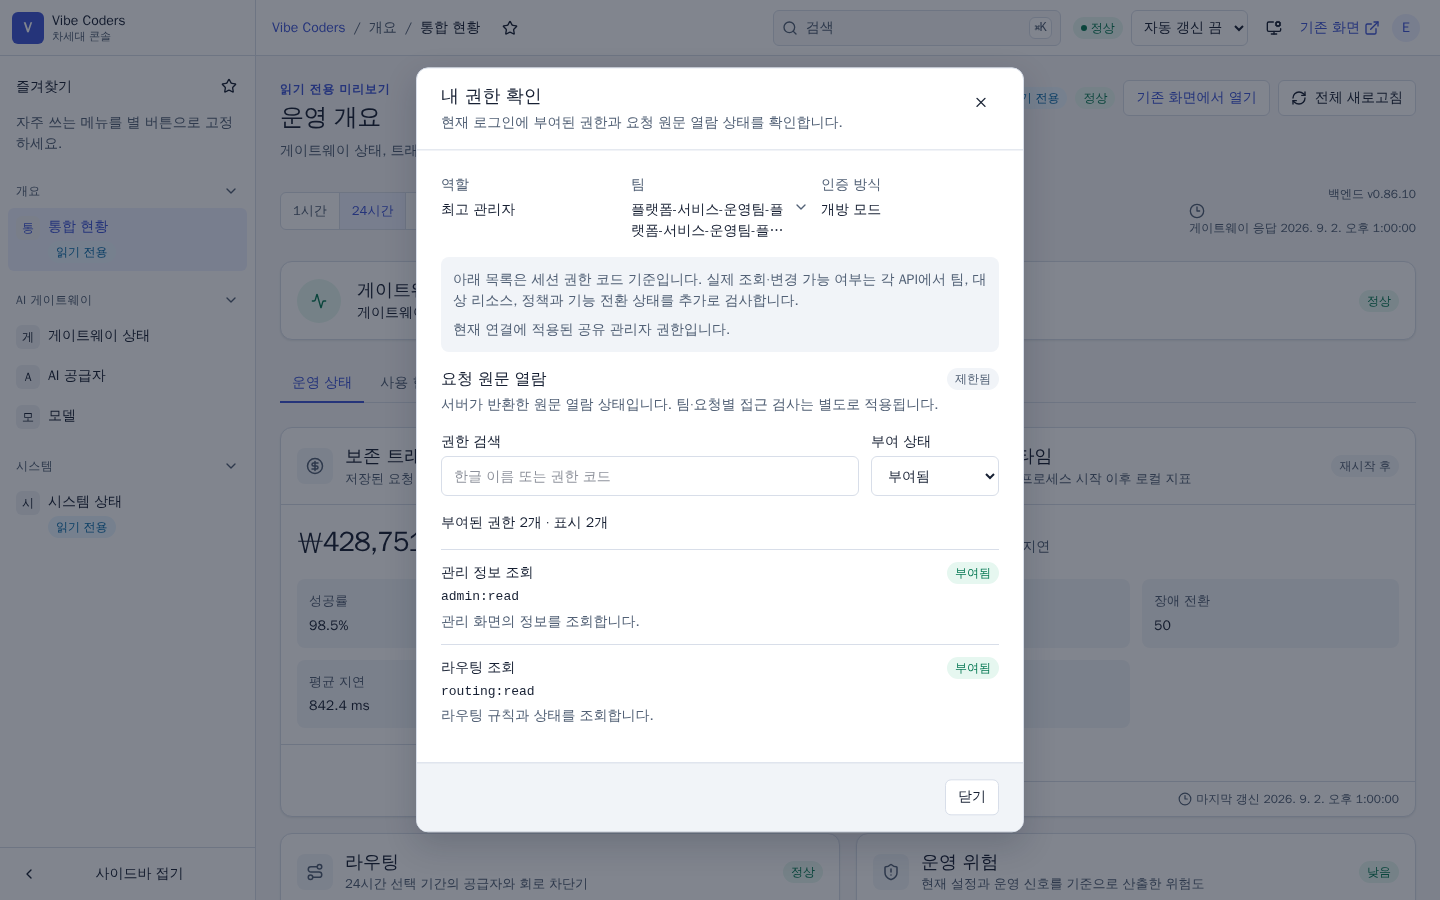 V
Vibe Coders
차세대 콘솔
Vibe Coders / 개요 / 통합 현황
검색
⌘K
정상
자동 갱신 끔
기존 화면
E
즐겨찾기
자주 쓰는 메뉴를 별 버튼으로 고정
하세요.
개요
통
통합 현황
읽기 전용
AI 게이트웨이
게
게이트웨이 상태
A
AI 공급자
모
모델
시스템
시
시스템 상태
읽기 전용
사이드바 접기
읽기 전용 미리보기
운영 개요
게이트웨이 상태, 트래
기 전용
정상
기존 화면에서 열기
전체 새로고침
1시간
24시간
백엔드 v0.86.10
게이트웨이 응답 2026. 9. 2. 오후 1:00:00
게이트웨
게이트웨
정상
운영 상태
사용
보존 트래
저장된 요청
₩428,751
성공률
98.5%
평균 지연
842.4 ms
타임
프로세스 시작 이후 로컬 지표
재시작 후
지연
장애 전환
50
마지막 갱신 2026. 9. 2. 오후 1:00:00
라우팅
24시간 선택 기간의 공급자와 회로 차단기
정상
운영 위험
현재 설정과 운영 신호를 기준으로 산출한 위험도
낮음
내 권한 확인
현재 로그인에 부여된 권한과 요청 원문 열람 상태를 확인합니다.
역할
최고 관리자
팀
플랫폼-서비스-운영팀-플
랫폼-서비스-운영팀-플…
인증 방식
개방 모드
아래 목록은 세션 권한 코드 기준입니다. 실제 조회·변경 가능 여부는 각 API에서 팀, 대
상 리소스, 정책과 기능 전환 상태를 추가로 검사합니다.
현재 연결에 적용된 공유 관리자 권한입니다.
요청 원문 열람
제한됨
서버가 반환한 원문 열람 상태입니다. 팀·요청별 접근 검사는 별도로 적용됩니다.
권한 검색
부여 상태
한글 이름 또는 권한 코드
부여됨
부여된 권한 2개 · 표시 2개
관리 정보 조회
부여됨
admin:read
관리 화면의 정보를 조회합니다.
라우팅 조회
부여됨
routing:read
라우팅 규칙과 상태를 조회합니다.
닫기